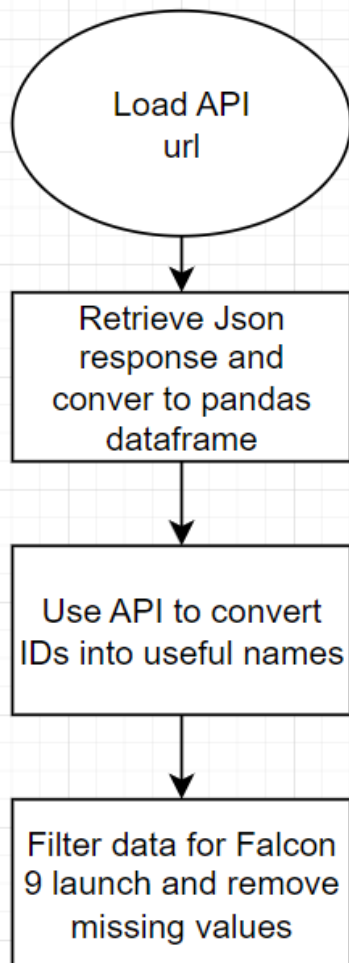 Load API
url
Retrieve Json
response and
conver to pandas
dataframe
Use API to convert
IDs into useful names
Filter data for Falcon
9 launch and remove
missing values